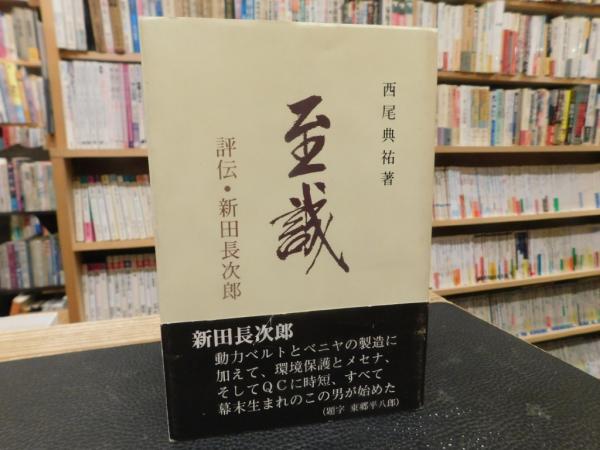 西尾典祐著
至誠
評伝・新田長次郎
新田長次郎
動力ベルトとベニヤの製造に
加えて、環境保護とメセナ、
そしてQCに時短、すべて
幕末生まれのこの男が始めた
(題字 東郷平八郎)